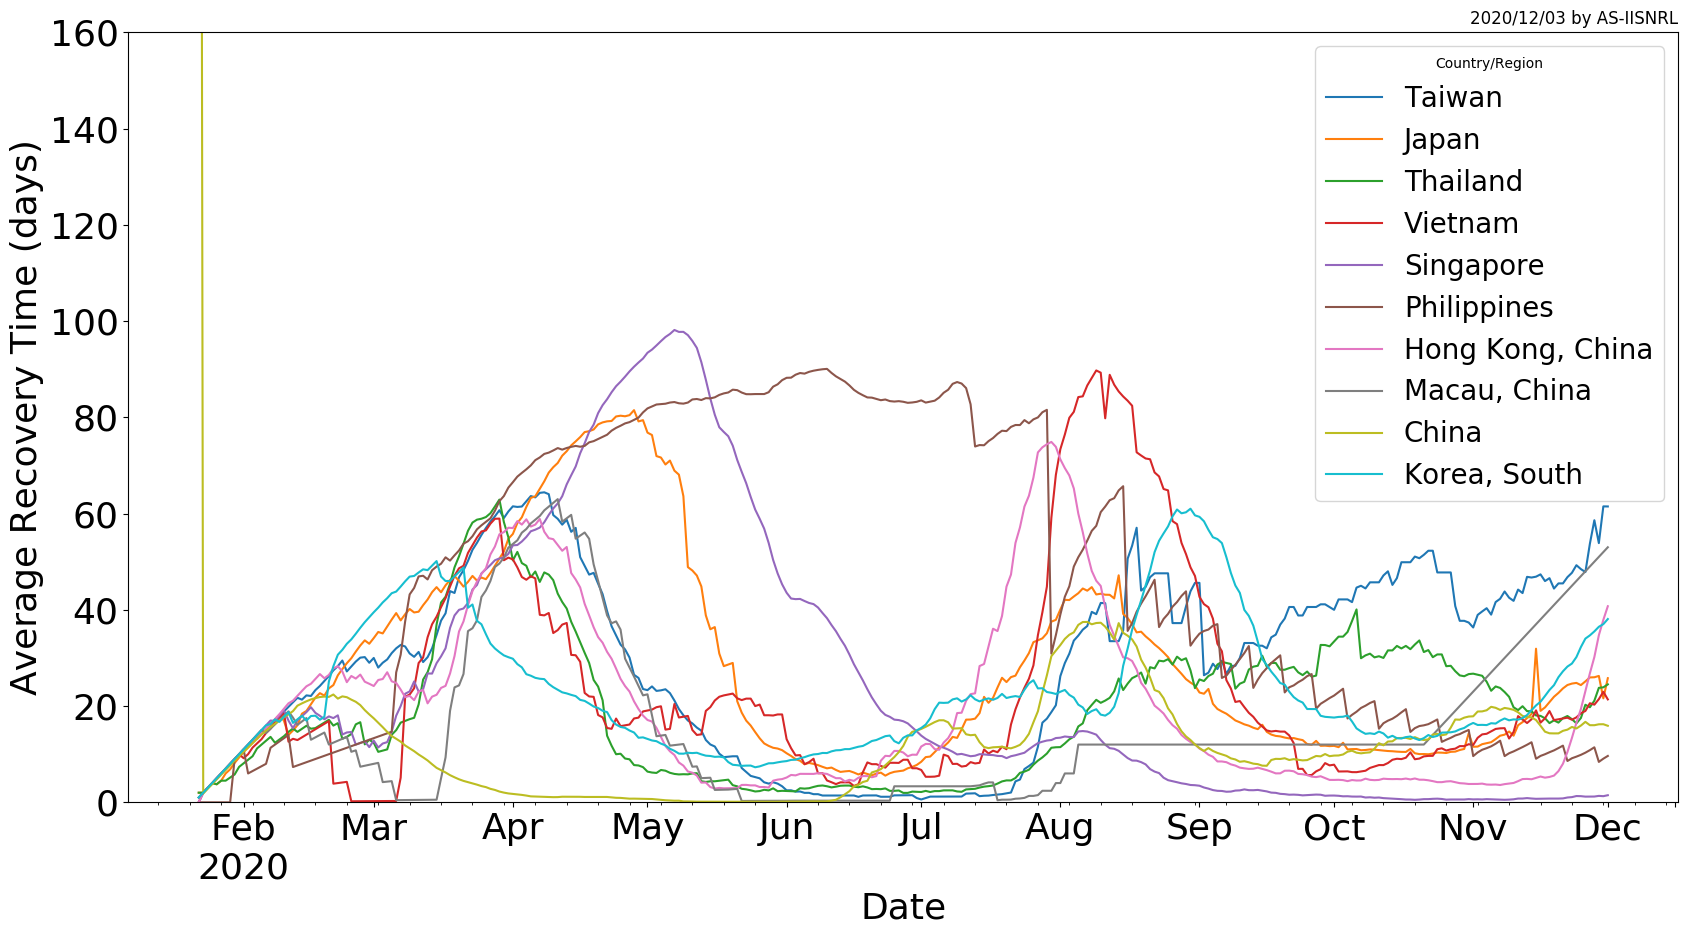 2020/12/03 by AS-IISNRL
Average Recovery Time (days)
160
140
120
100
80
60
40
20
0
Country/Region
Taiwan
Japan
Thailand
Vietnam
Singapore
Philippines
Hong Kong, China
Macau, China
China
Korea, South
Feb Mar Apr May Jun Jul Aug Sep Oct Nov Dec
2020
Date